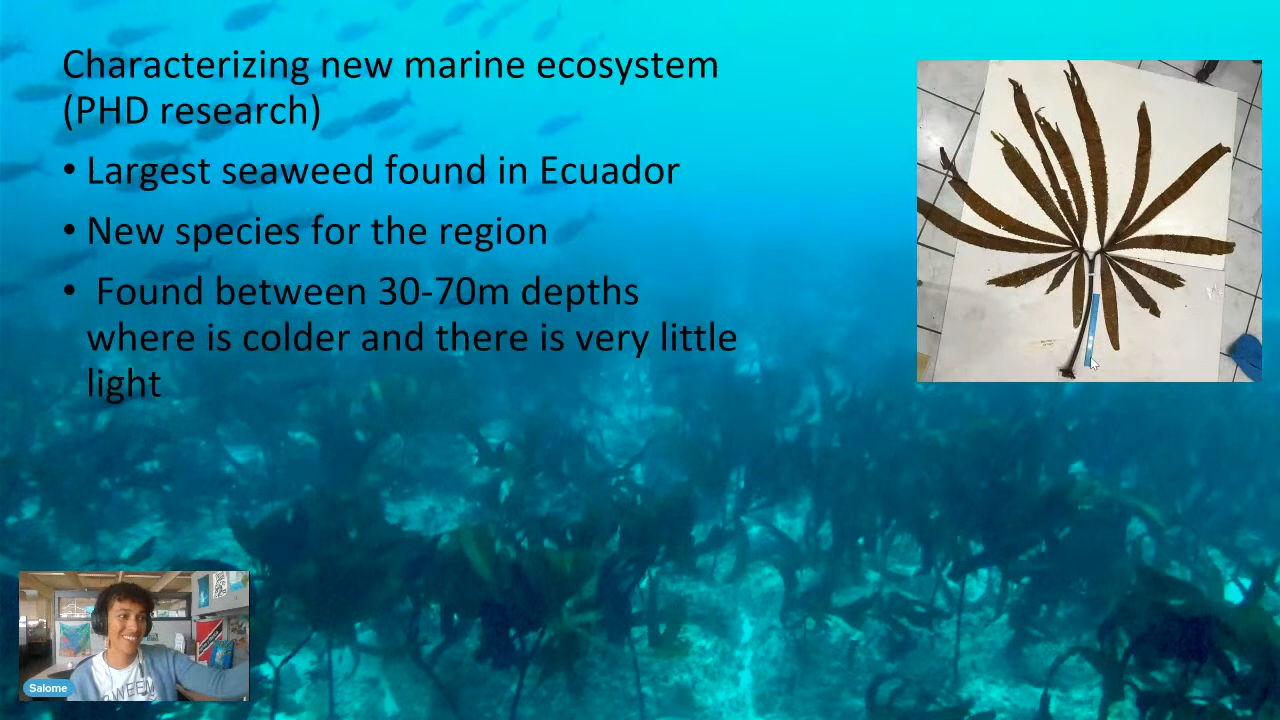 Characterizing new marine ecosystem
(PHD research)
• Largest seaweed found in Ecuador
• New species for the region
• Found between 30-70m depths
where is colder and there is very little
light
Salome